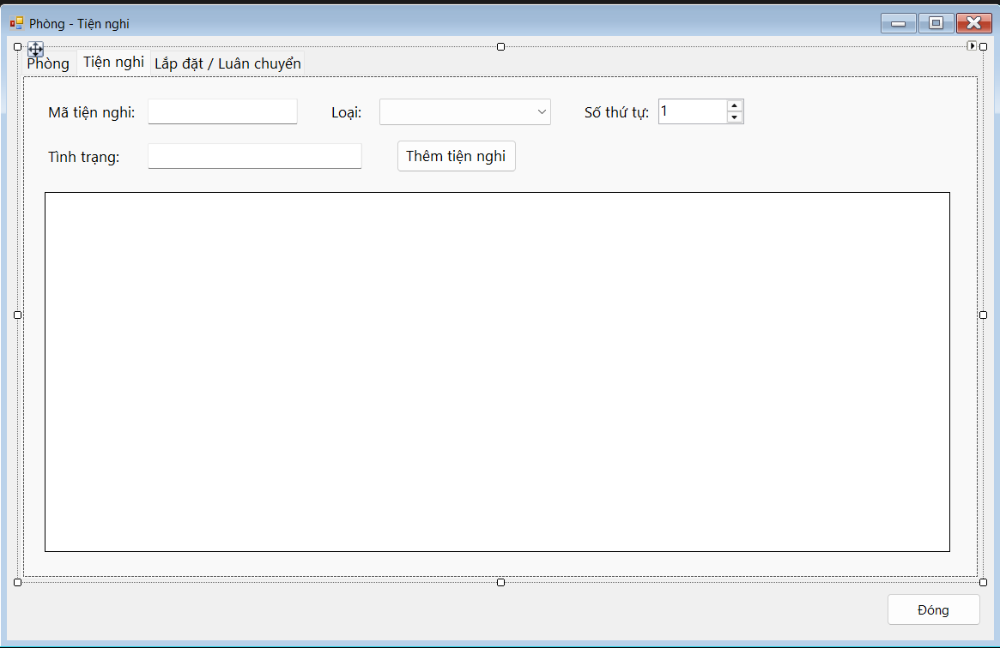 Phòng - Tiện nghi
Phòng Tiện nghi Lắp đặt / Luân chuyển
Mã tiện nghi: Loại: Số thứ tự: 1
Tình trạng: Thêm tiện nghi
Đóng